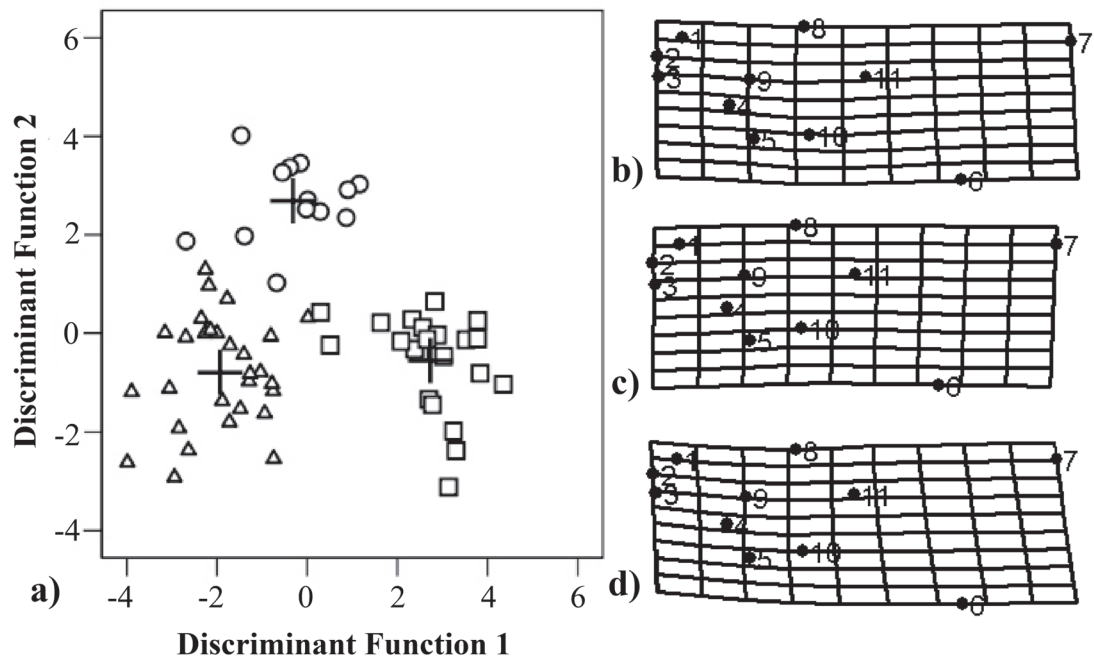 6
4
2
0
-2
-4
-4 -2 0 2 4 6
Discriminant Function 2
Discriminant Function 1
a)
b)
1 2 3 4 5 6 7 8 9 10 11
c)
1 2 3 4 5 6 7 8 9 10 11
d)
1 2 3 4 5 6 7 8 9 10 11